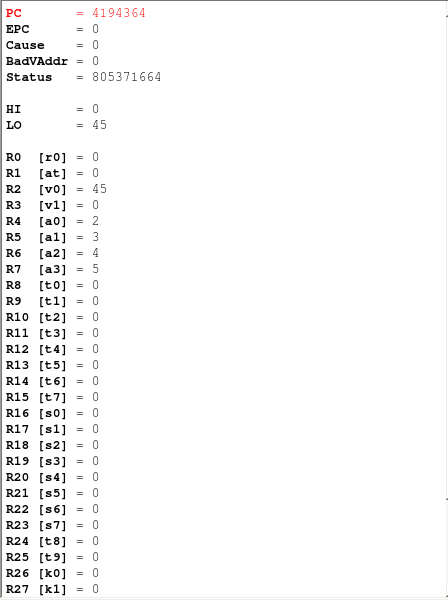 PC       = 4194364
EPC      = 0
Cause    = 0
BadVAddr = 0
Status   = 805371664
HI       = 0
LO       = 45
R0  [r0] = 0
R1  [at] = 0
R2  [v0] = 45
R3  [v1] = 0
R4  [a0] = 2
R5  [a1] = 3
R6  [a2] = 4
R7  [a3] = 5
R8  [t0] = 0
R9  [t1] = 0
R10 [t2] = 0
R11 [t3] = 0
R12 [t4] = 0
R13 [t5] = 0
R14 [t6] = 0
R15 [t7] = 0
R16 [s0] = 0
R17 [s1] = 0
R18 [s2] = 0
R19 [s3] = 0
R20 [s4] = 0
R21 [s5] = 0
R22 [s6] = 0
R23 [s7] = 0
R24 [t8] = 0
R25 [t9] = 0
R26 [k0] = 0
R27 [k1] = 0